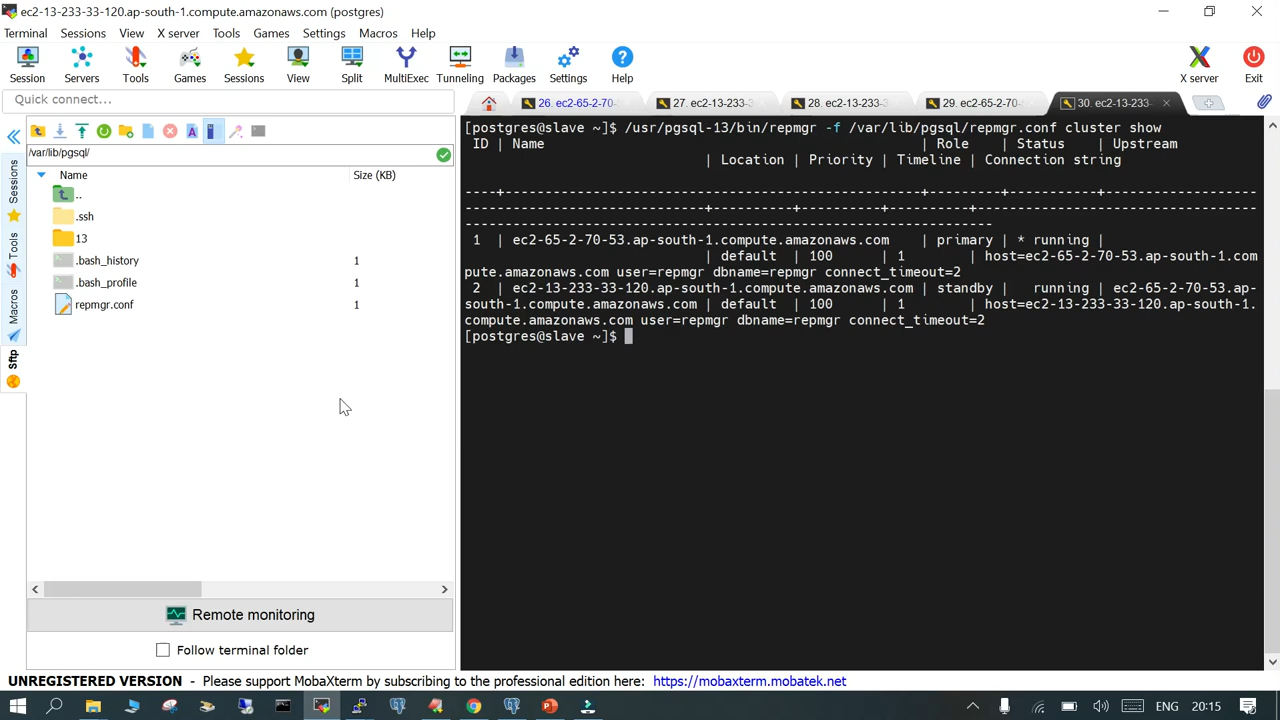 ec2-13-233-33-120.ap-south-1.compute.amazonaws.com (postgres)
Terminal Sessions View X server Tools Games Settings Macros Help
Session Servers Tools Games Sessions View Split MultiExec Tunneling Packages Settings Help X server Exit
Quick connect...
26. ec2-65-2-70- 27. ec2-13-233-3 28. ec2-13-233-3 29. ec2-65-2-70- 30. ec2-13-233-
/var/lib/pgsql/
Name Size (KB)
..
.ssh
13
.bash_history 1
.bash_profile 1
repmgr.conf 1
Sessions
Tools
Macros
Sftp
Remote monitoring
Follow terminal folder
[postgres@slave ~]$ /usr/pgsql-13/bin/repmgr -f /var/lib/pgsql/repmgr.conf cluster show
ID | Name | Role | Status | Upstream
| Location | Priority | Timeline | Connection string
----+----------------------------------------------------+---------+-----------+-------------------
-----------------------------+----------+----------+----------+-----------------------------------
------------------------------------------------------------------
1 | ec2-65-2-70-53.ap-south-1.compute.amazonaws.com | primary | * running |
| default | 100 | 1 | host=ec2-65-2-70-53.ap-south-1.com
pute.amazonaws.com user=repmgr dbname=repmgr connect_timeout=2
2 | ec2-13-233-33-120.ap-south-1.compute.amazonaws.com | standby | running | ec2-65-2-70-53.ap-
south-1.compute.amazonaws.com | default | 100 | 1 | host=ec2-13-233-33-120.ap-south-1.
compute.amazonaws.com user=repmgr dbname=repmgr connect_timeout=2
[postgres@slave ~]$
UNREGISTERED VERSION - Please support MobaXterm by subscribing to the professional edition here: https://mobaxterm.mobatek.net
ENG 20:15